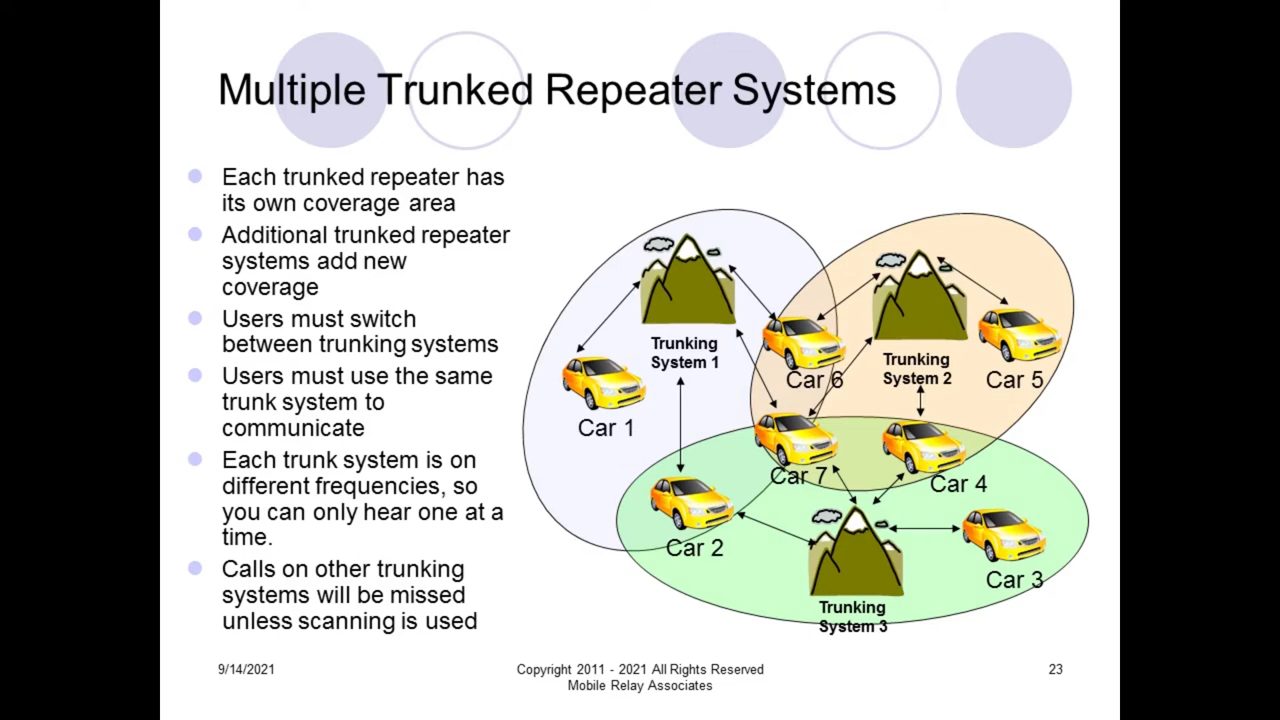 Multiple Trunked Repeater Systems
Each trunked repeater has
its own coverage area
Additional trunked repeater
systems add new
coverage
Users must switch
between trunking systems
Users must use the same
trunk system to
communicate
Each trunk system is on
different frequencies, so
you can only hear one at a
time.
Calls on other trunking
systems will be missed
unless scanning is used
Trunking
System 1
Trunking
System 2
Car 6
Car 5
Car 1
Car 7
Car 4
Car 2
Car 3
Trunking
System 3
9/14/2021
Copyright 2011 - 2021 All Rights Reserved
Mobile Relay Associates
23